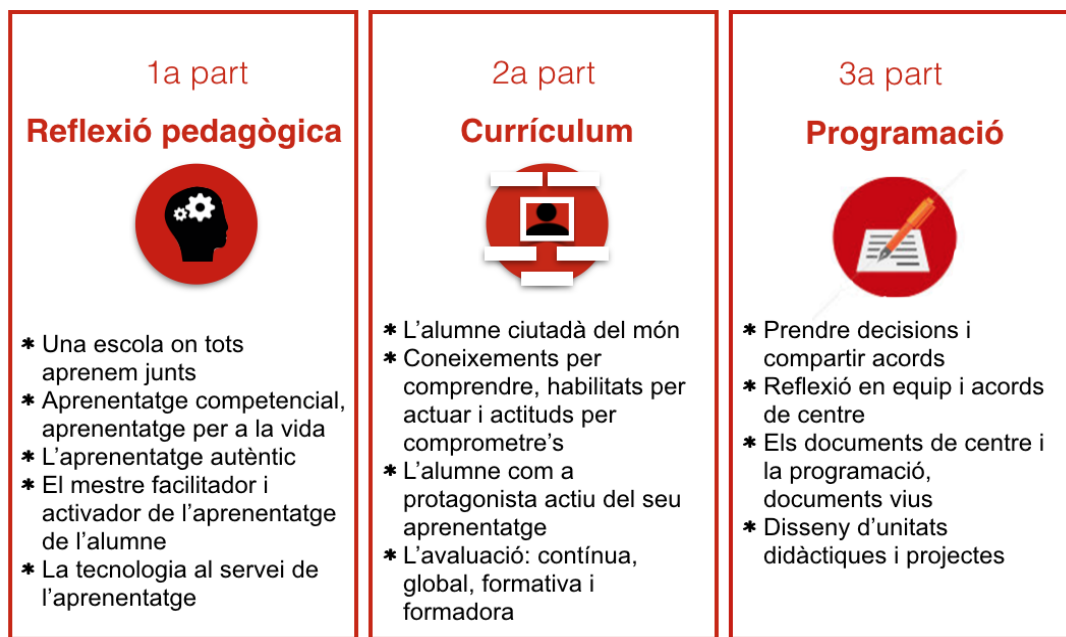 1a part
Reflexió pedagògica
* Una escola on tots
aprenem junts
* Aprenentatge competencial,
aprenentatge per a la vida
* L’aprenentatge autèntic
* El mestre facilitador i
activador de l’aprenentatge
de l’alumne
* La tecnologia al servei de
l’aprenentatge
2a part
Currículum
* L’alumne ciutadà del món
* Coneixements per
comprendre, habilitats per
actuar i actituds per
comprometre’s
* L’alumne com a
protagonista actiu del seu
aprenentatge
* L’avaluació: contínua,
global, formativa i
formadora
3a part
Programació
* Prendre decisions i
compartir acords
* Reflexió en equip i acords
de centre
* Els documents de centre i
la programació,
documents vius
* Disseny d’unitats
didàctiques i projectes